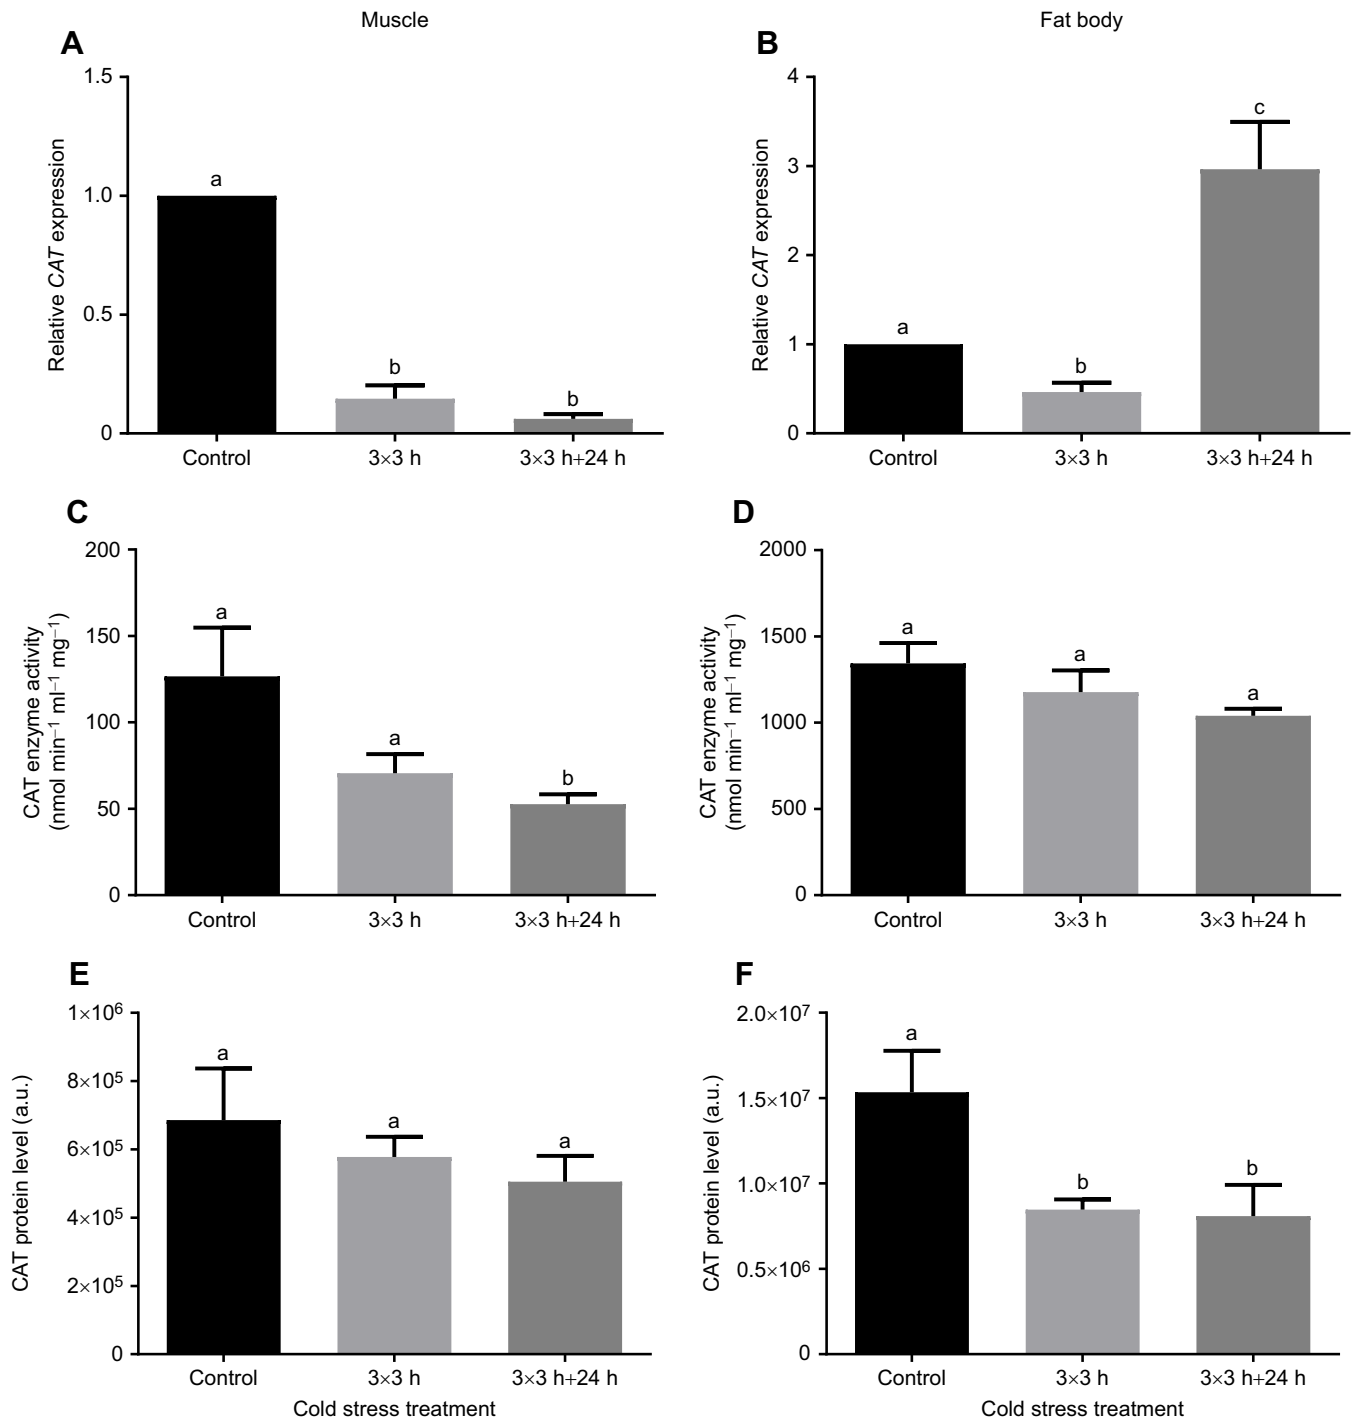 Muscle
Fat body
A
1.5
1.0
0.5
0
Relative CAT expression
a
b
b
Control
3×3 h
3×3 h+24 h
B
4
3
2
1
0
Relative CAT expression
a
b
c
Control
3×3 h
3×3 h+24 h
C
200
150
100
50
0
CAT enzyme activity
(nmol min⁻¹ ml⁻¹ mg⁻¹)
a
a
b
Control
3×3 h
3×3 h+24 h
D
2000
1500
1000
500
0
CAT enzyme activity
(nmol min⁻¹ ml⁻¹ mg⁻¹)
a
a
a
Control
3×3 h
3×3 h+24 h
E
1×10⁶
8×10⁵
6×10⁵
4×10⁵
2×10⁵
0
CAT protein level (a.u.)
a
a
a
Control
3×3 h
3×3 h+24 h
Cold stress treatment
F
2.0×10⁷
1.5×10⁷
1.0×10⁷
0.5×10⁶
0
CAT protein level (a.u.)
a
b
b
Control
3×3 h
3×3 h+24 h
Cold stress treatment